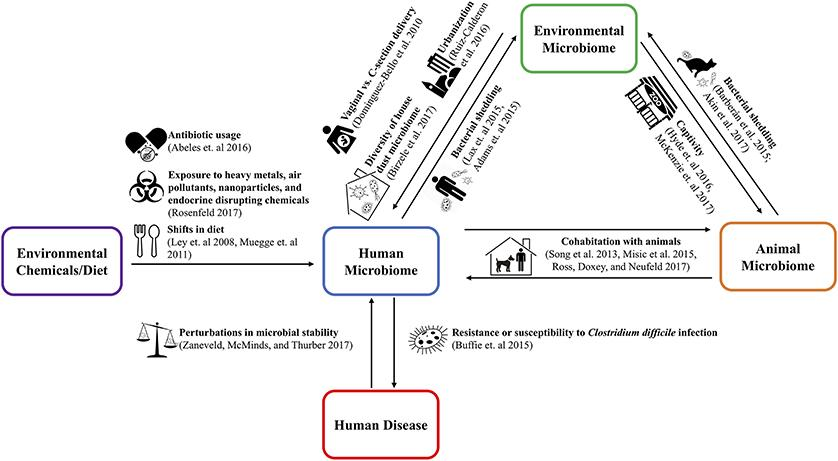 Environmental
Microbiome
Vaginal vs. C-section delivery
(Dominguez-Bello et al. 2010
Urbanization
(Ruiz-Calderon
et al. 2016)
Diversity of house
dust microbiome
(Birzele et al. 2017)
Bacterial shedding
(Lax et. al 2015,
Adams et al. 2015)
ZOO
Captivity
(Hyde et. al 2016,
McKenzie et. al 2017)
Bacterial shedding
(Barberán et al. 2015;
Akin et al. 2017)
Antibiotic usage
(Abeles et. al 2016)
Exposure to heavy metals, air
pollutants, nanoparticles, and
endocrine disrupting chemicals
(Rosenfeld 2017)
Shifts in diet
(Ley et. al 2008, Muegge et. al
2011)
Environmental
Chemicals/Diet
Human
Microbiome
Cohabitation with animals
(Song et al. 2013, Misic et al. 2015,
Ross, Doxey, and Neufeld 2017)
Animal
Microbiome
Perturbations in microbial stability
(Zaneveld, McMinds, and Thurber 2017)
Resistance or susceptibility to Clostridium difficile infection
(Buffie et. al 2015)
Human Disease